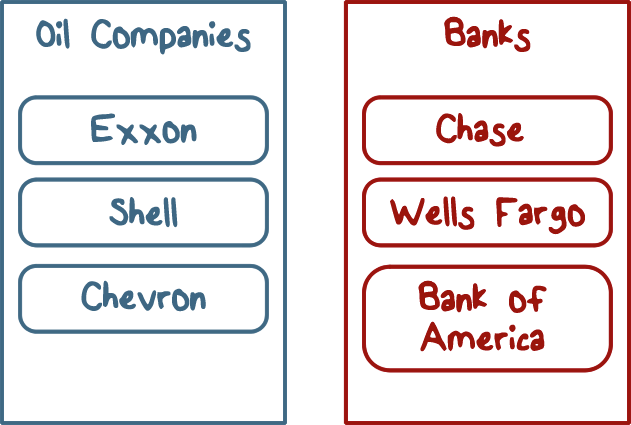 Oil Companies
Exxon
Shell
Chevron
Banks
Chase
Wells Fargo
Bank of
America